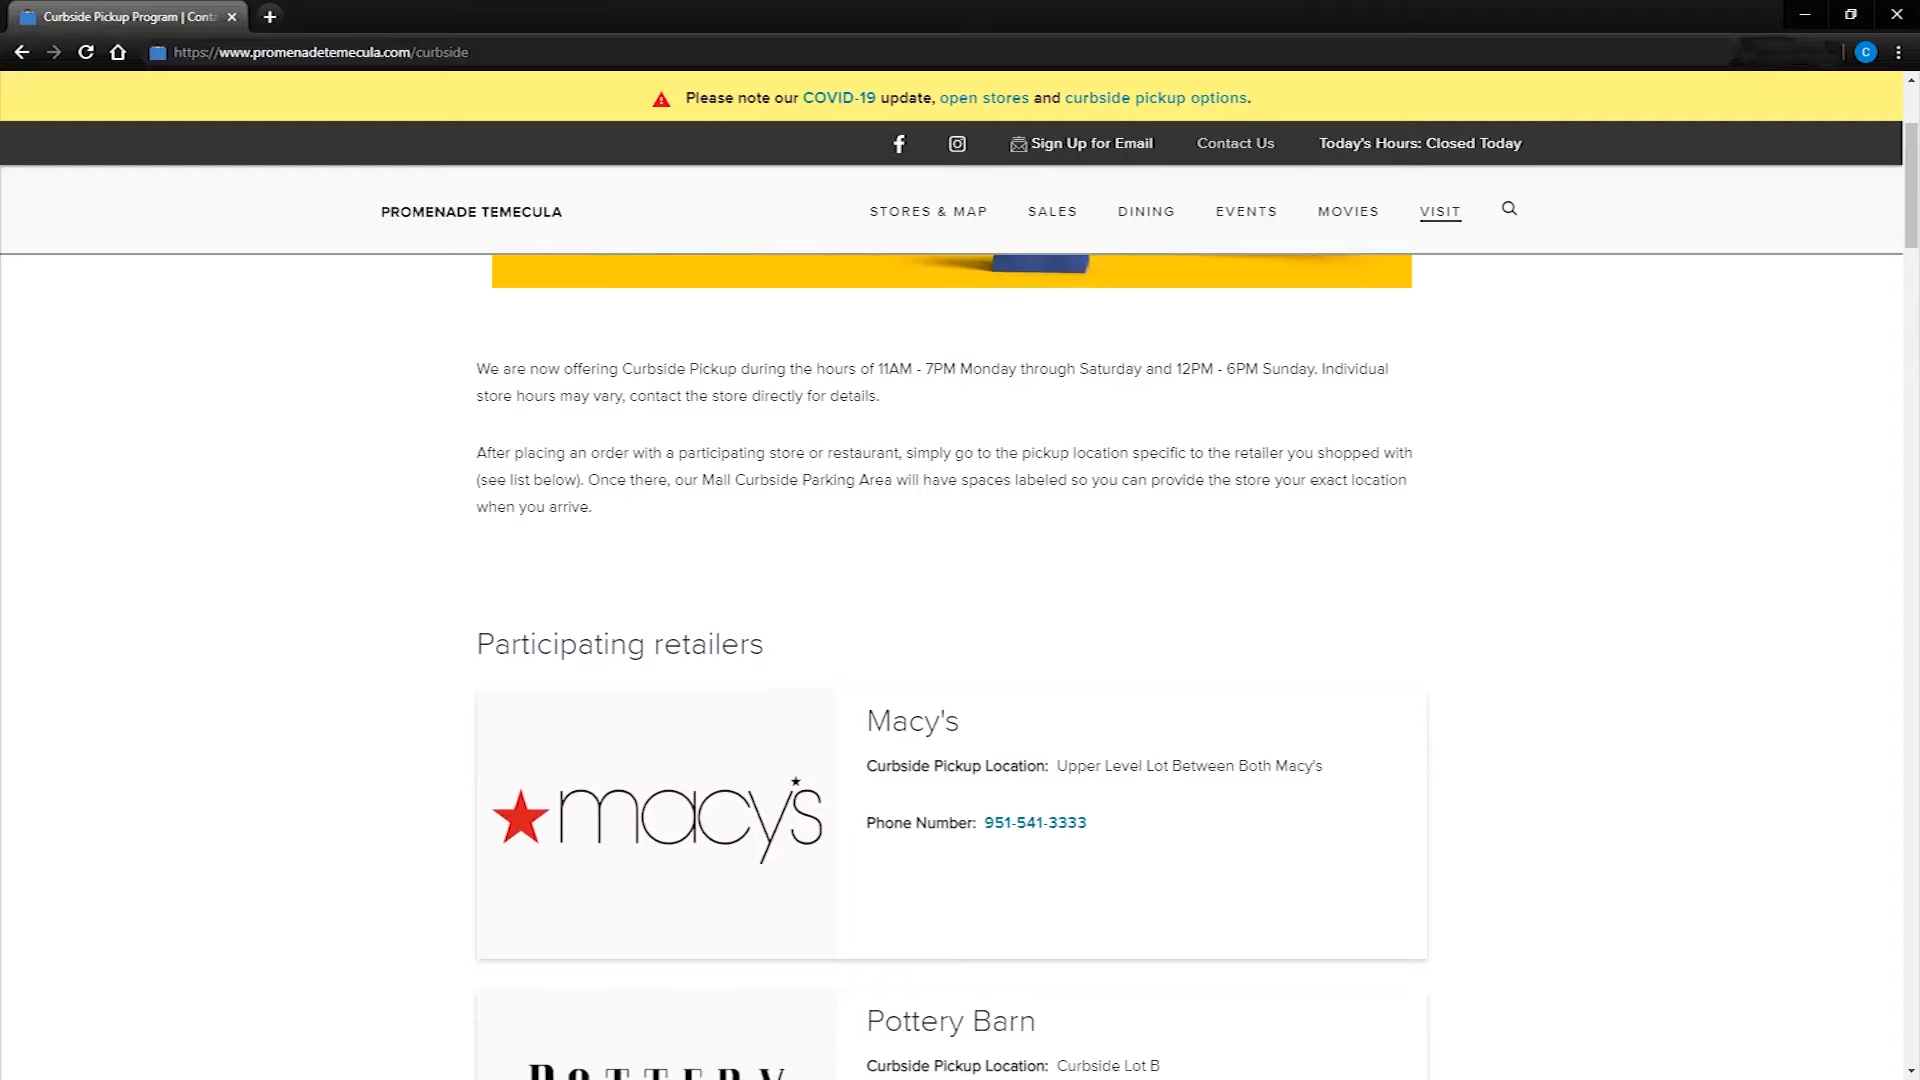 Curbside Pickup Program | Conta
https://www.promenadetemecula.com/curbside
C
Please note our COVID-19 update, open stores and curbside pickup options.
Sign Up for Email Contact Us Today's Hours: Closed Today
PROMENADE TEMECULA STORES & MAP SALES DINING EVENTS MOVIES VISIT
We are now offering Curbside Pickup during the hours of 11AM - 7PM Monday through Saturday and 12PM - 6PM Sunday. Individual
store hours may vary, contact the store directly for details.
After placing an order with a participating store or restaurant, simply go to the pickup location specific to the retailer you shopped with
(see list below). Once there, our Mall Curbside Parking Area will have spaces labeled so you can provide the store your exact location
when you arrive.
Participating retailers
macy's
Macy's
Curbside Pickup Location: Upper Level Lot Between Both Macy's
Phone Number: 951-541-3333
Pottery Barn
Curbside Pickup Location: Curbside Lot B
POTTERY